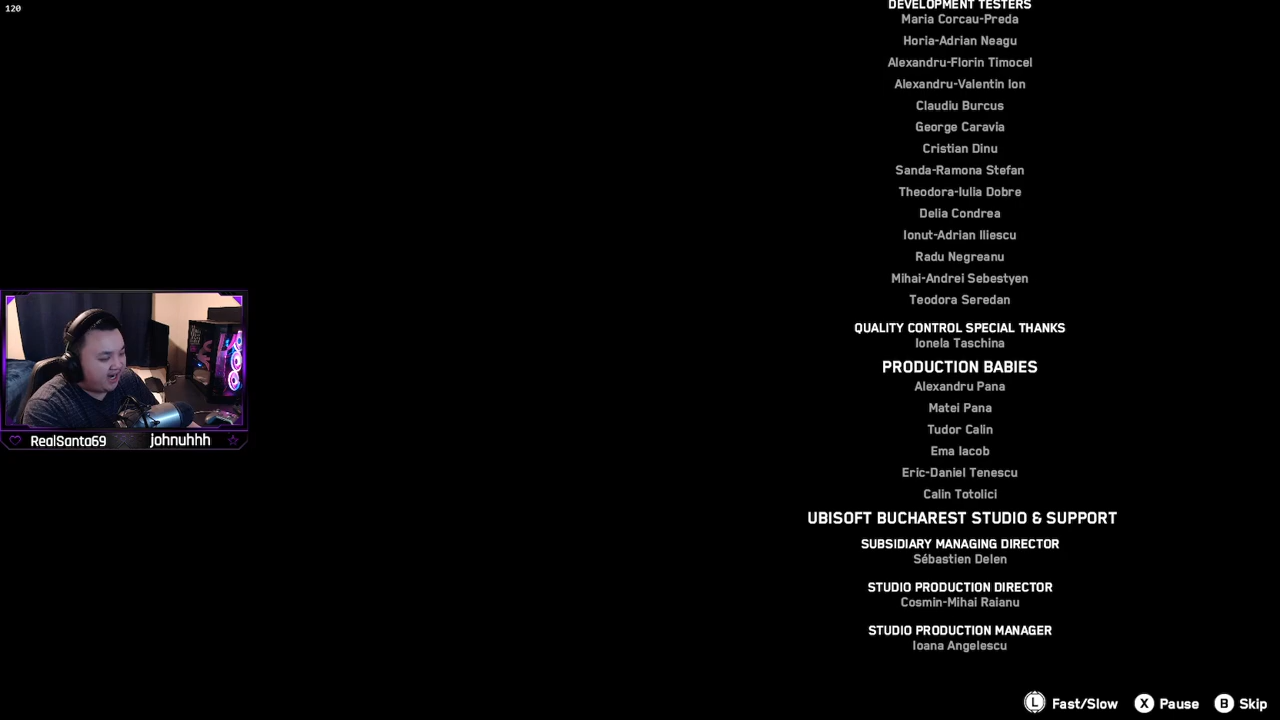 120
DEVELOPMENT TESTERS
Maria Corcau-Preda
Horia-Adrian Neagu
Alexandru-Florin Timocel
Alexandru-Valentin Ion
Claudiu Burcus
George Caravia
Cristian Dinu
Sanda-Ramona Stefan
Theodora-Iulia Dobre
Delia Condrea
Ionut-Adrian Iliescu
Radu Negreanu
Mihai-Andrei Sebestyen
Teodora Seredan
QUALITY CONTROL SPECIAL THANKS
Ionela Taschina
PRODUCTION BABIES
Alexandru Pana
Matei Pana
Tudor Calin
Ema Iacob
Eric-Daniel Tenescu
Calin Totolici
UBISOFT BUCHAREST STUDIO & SUPPORT
SUBSIDIARY MANAGING DIRECTOR
Sébastien Delen
STUDIO PRODUCTION DIRECTOR
Cosmin-Mihai Raianu
STUDIO PRODUCTION MANAGER
Ioana Angelescu
RealSanta69 johnuhhh
L Fast/Slow X Pause B Skip